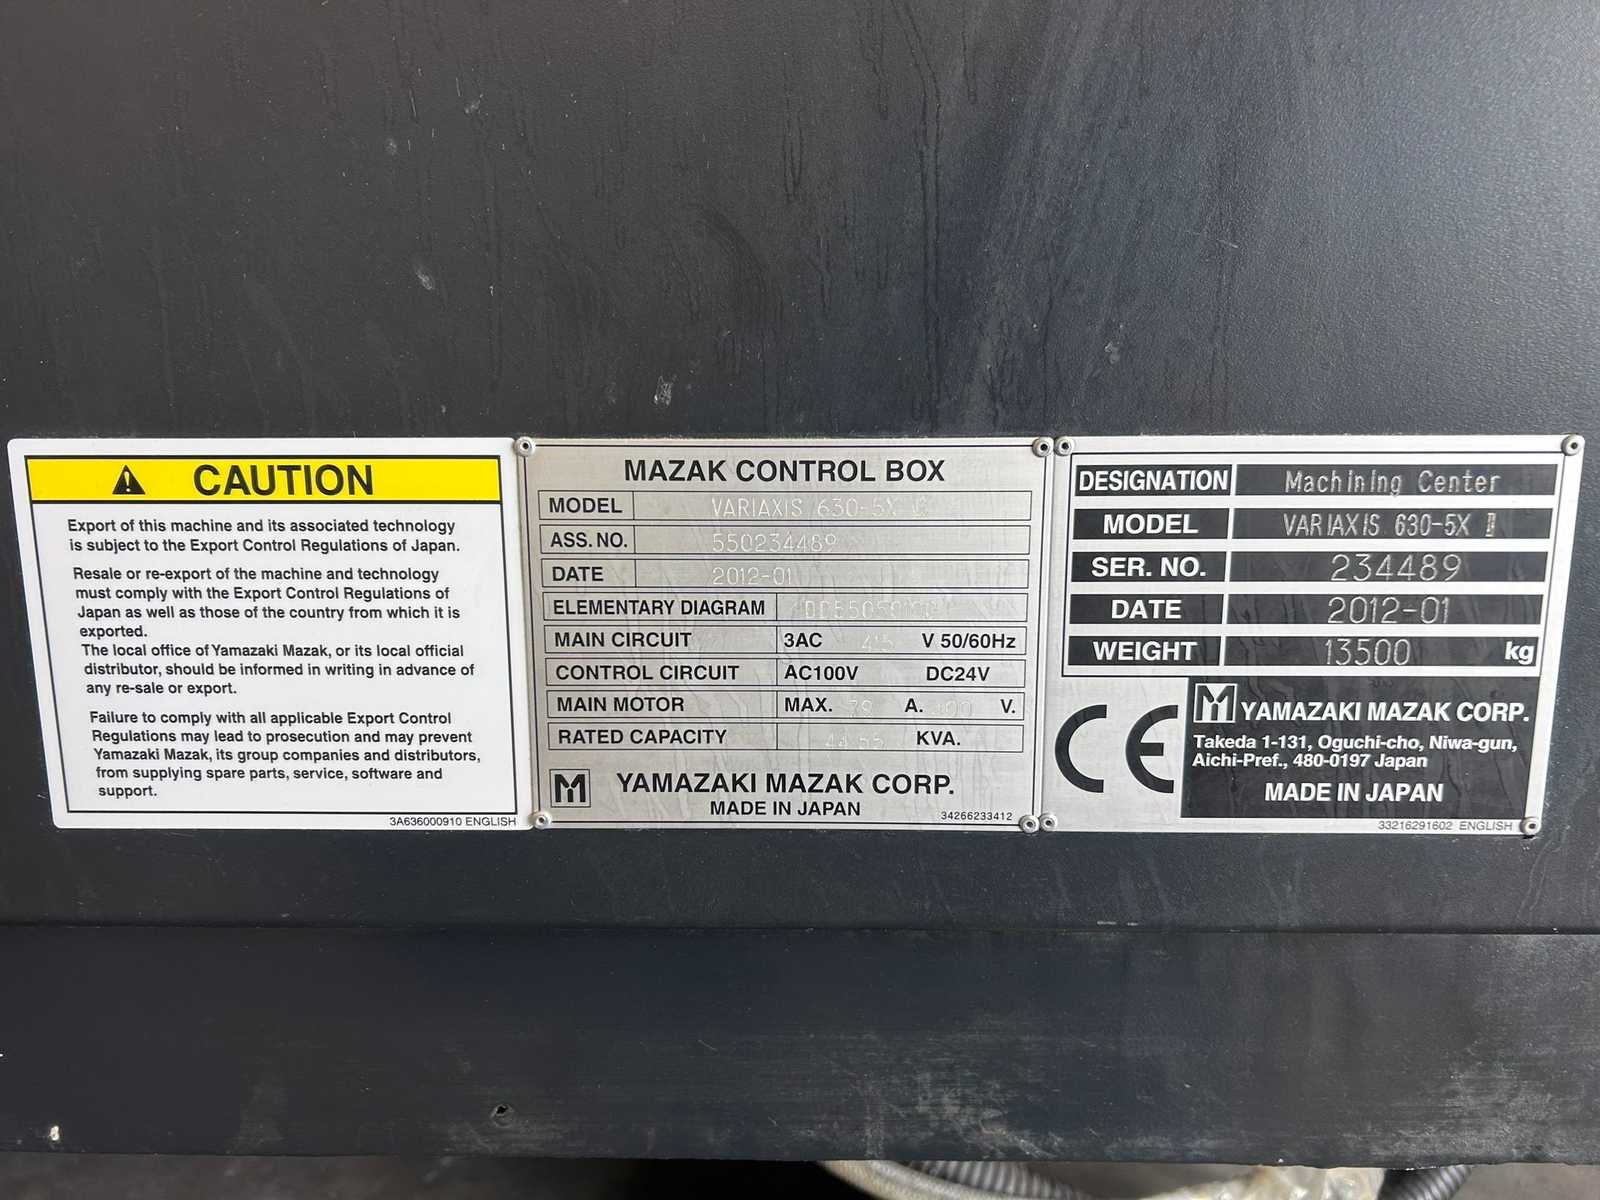 CAUTION
Export of this machine and its associated technology
is subject to the Export Control Regulations of Japan.
Resale or re-export of the machine and technology
must comply with the Export Control Regulations of
Japan as well as those of the country from which it is
exported.
The local office of Yamazaki Mazak, or its local official
distributor, should be informed in writing in advance of
any re-sale or export.
Failure to comply with all applicable Export Control
Regulations may lead to prosecution and may prevent
Yamazaki Mazak, its group companies and distributors,
from supplying spare parts, service, software and
support.
3A636000910 ENGLISH
MAZAK CONTROL BOX
MODEL VARIAXIS 630-5X
ASS. NO. 550234489
DATE 2012-01
ELEMENTARY DIAGRAM
MAIN CIRCUIT 3AC 415 V 50/60Hz
CONTROL CIRCUIT AC100V DC24V
MAIN MOTOR MAX. A. V.
RATED CAPACITY KVA.
YAMAZAKI MAZAK CORP.
MADE IN JAPAN
34266233412
DESIGNATION Machining Center
MODEL VARIAXIS 630-5X II
SER. NO. 234489
DATE 2012-01
WEIGHT 13500 kg
CE
YAMAZAKI MAZAK CORP.
Takeda 1-131, Oguchi-cho, Niwa-gun,
Aichi-Pref., 480-0197 Japan
MADE IN JAPAN
33216291602 ENGLISH